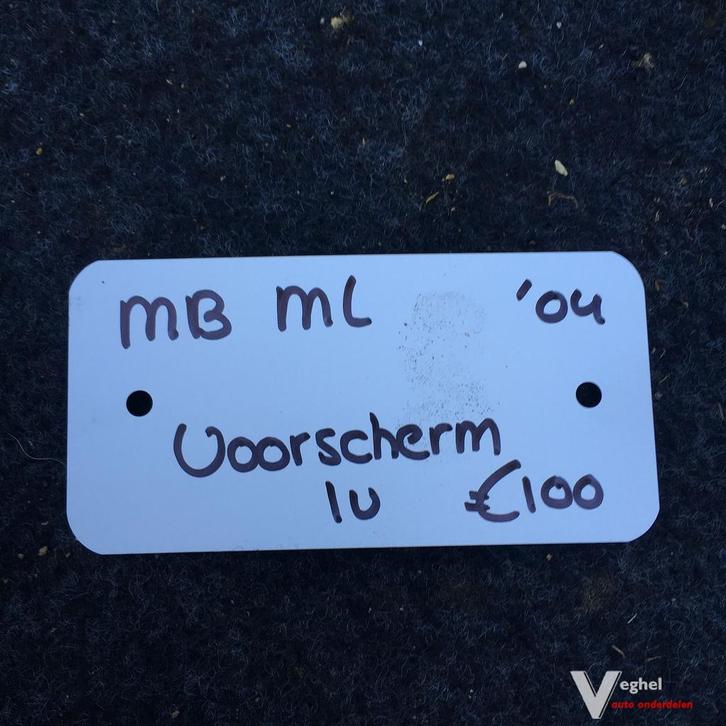 MB ML '04
Voorscherm
lv €100
Veghel
auto onderdelen